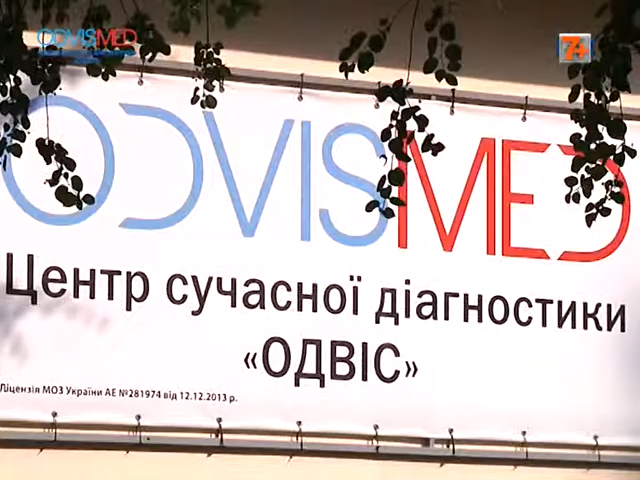 ODVISMED
7+
ODVISMED
Центр сучасної діагностики
«ОДВІС»
Ліцензія МОЗ України АЕ №281974 від 12.12.2013 р.